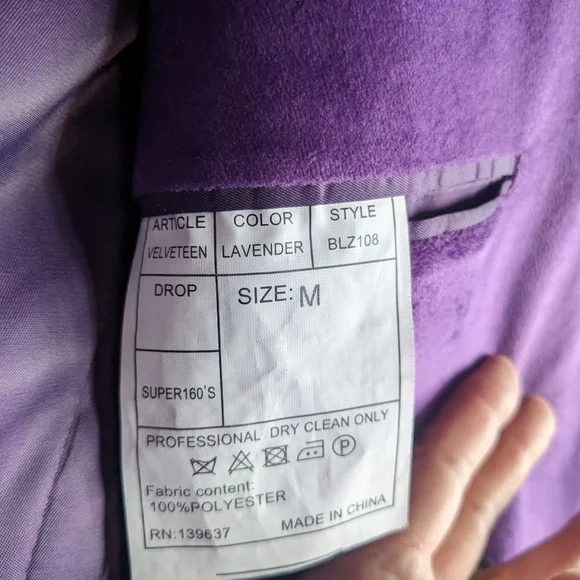 ARTICLE COLOR STYLE
VELVETEEN LAVENDER BLZ108
DROP SIZE: M
SUPER160'S
PROFESSIONAL DRY CLEAN ONLY
P
Fabric content:
100%POLYESTER
RN:139637 MADE IN CHINA